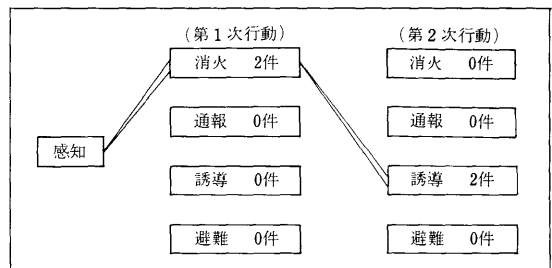 （第1次行動） （第2次行動）
消火 2件 消火 0件
通報 0件 通報 0件
感知
誘導 0件 誘導 2件
避難 0件 避難 0件